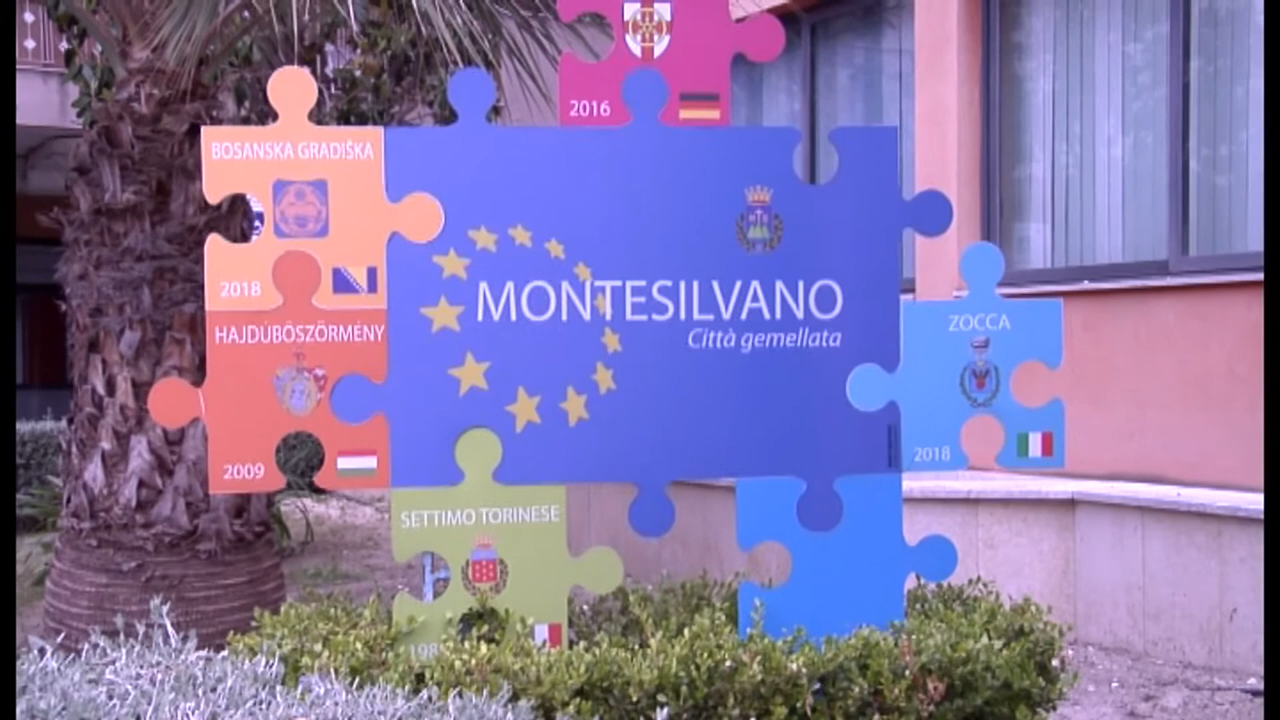 2016
BOSANSKA GRADIŠKA
2018
MONTESILVANO
Città gemellata
HAJDÚBÖSZÖRMÉNY
2009
ZOCCA
2018
SETTIMO TORINESE